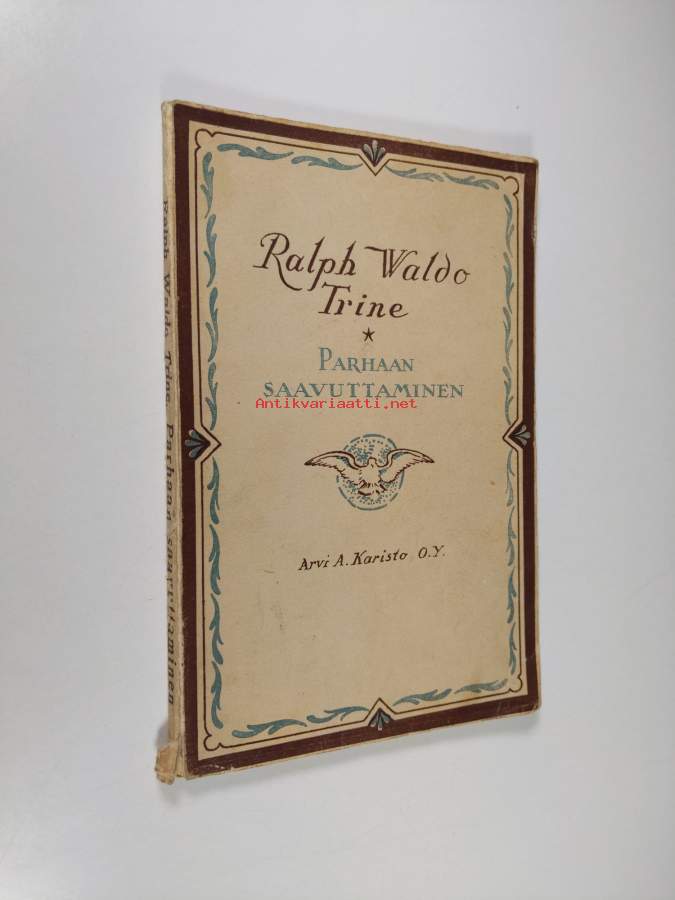 Ralph Waldo
Trine
PARHAAN
SAAVUTTAMINEN
Antikvariaatti.net
Arvi A. Karisto O.Y.
Ralph Waldo Trine, Parhaan saavuttaminen